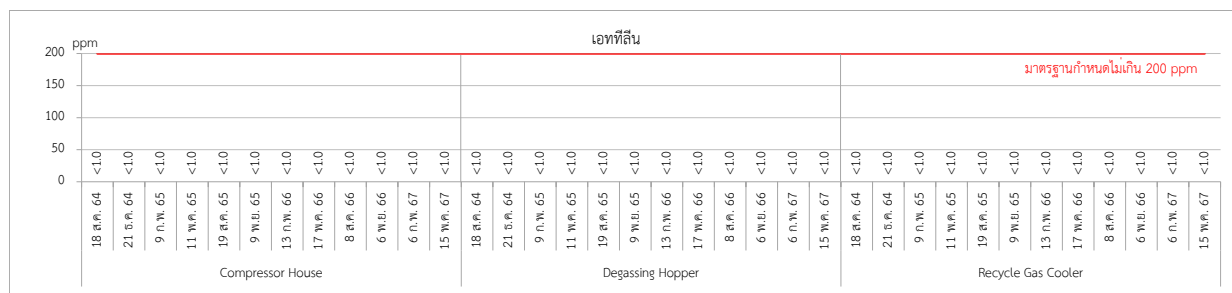 เอททีลีน
ppm
200
150
100
50
0
มาตรฐานกำหนดไม่เกิน 200 ppm
<1.0 <1.0 <1.0 <1.0 <1.0 <1.0 <1.0 <1.0 <1.0 <1.0 <1.0 <1.0 <1.0 <1.0 <1.0 <1.0 <1.0 <1.0 <1.0 <1.0 <1.0 <1.0 <1.0 <1.0 <1.0 <1.0 <1.0 <1.0 <1.0 <1.0 <1.0 <1.0 <1.0 <1.0 <1.0 <1.0
18 ส.ค. 64
21 ธ.ค. 64
9 ก.พ. 65
11 พ.ค. 65
19 ส.ค. 65
9 พ.ย. 65
13 ก.พ. 66
17 พ.ค. 66
8 ส.ค. 66
6 พ.ย. 66
6 ก.พ. 67
15 พ.ค. 67
18 ส.ค. 64
21 ธ.ค. 64
9 ก.พ. 65
11 พ.ค. 65
19 ส.ค. 65
9 พ.ย. 65
13 ก.พ. 66
17 พ.ค. 66
8 ส.ค. 66
6 พ.ย. 66
6 ก.พ. 67
15 พ.ค. 67
18 ส.ค. 64
21 ธ.ค. 64
9 ก.พ. 65
11 พ.ค. 65
19 ส.ค. 65
9 พ.ย. 65
13 ก.พ. 66
17 พ.ค. 66
8 ส.ค. 66
6 พ.ย. 66
6 ก.พ. 67
15 พ.ค. 67
Compressor House
Degassing Hopper
Recycle Gas Cooler